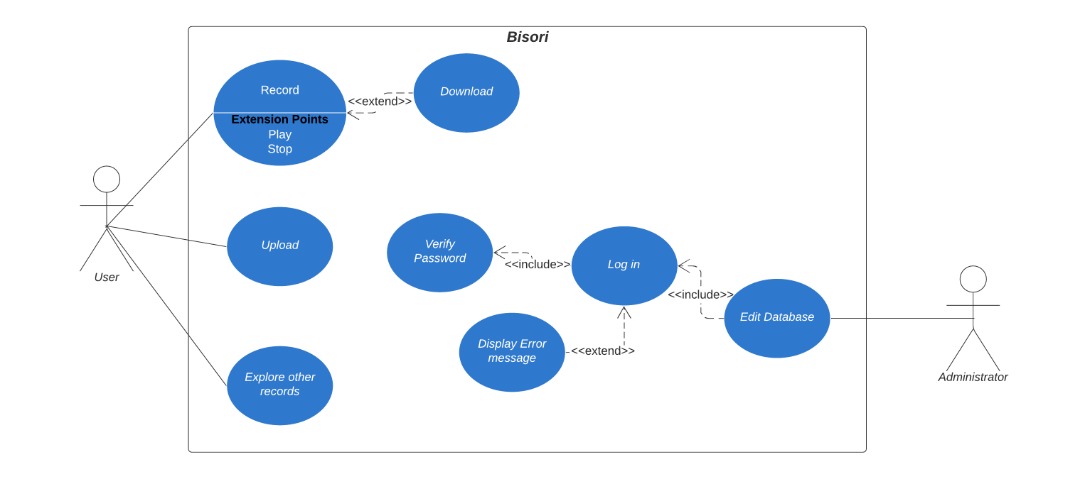 Bisori
Record
Extension Points
Play
Stop
<<extend>>
Download
User
Upload
Verify
Password
<<include>>
Log in
<<include>>
Edit Database
Display Error
message
<<extend>>
Explore other
records
Administrator